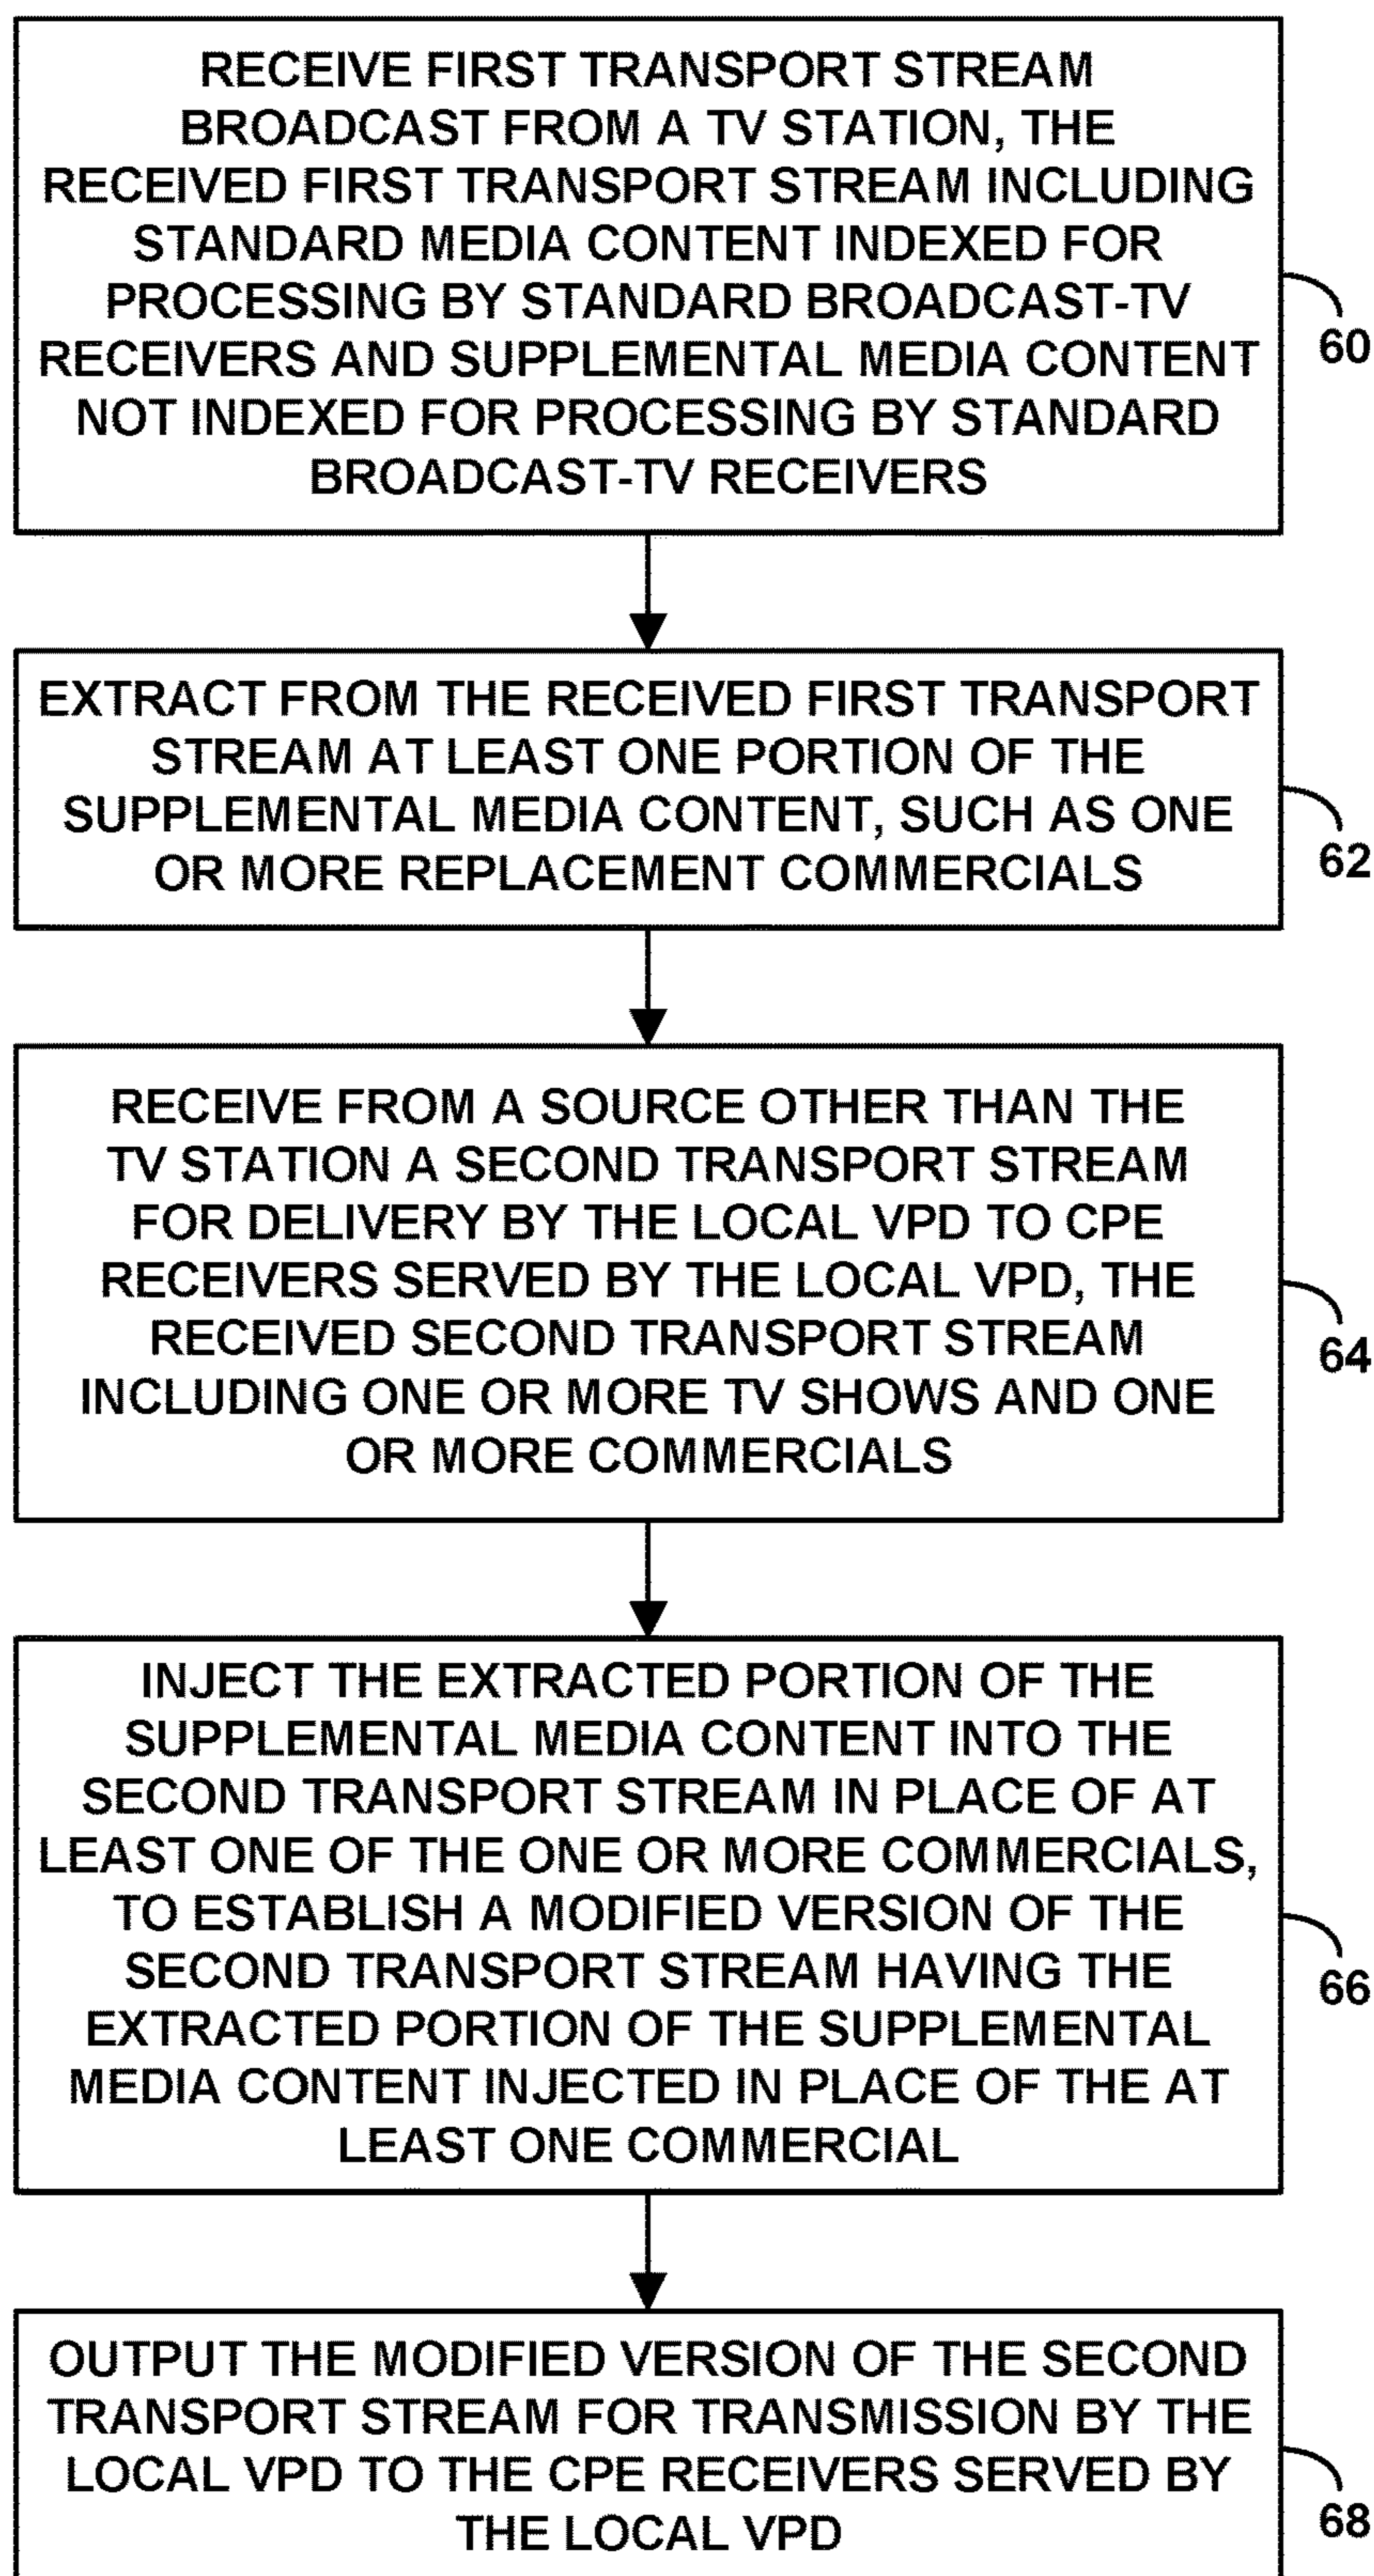 RECEIVE FIRST TRANSPORT STREAM
BROADCAST FROM A TV STATION, THE
RECEIVED FIRST TRANSPORT STREAM INCLUDING
STANDARD MEDIA CONTENT INDEXED FOR
PROCESSING BY STANDARD BROADCAST-TV
RECEIVERS AND SUPPLEMENTAL MEDIA CONTENT
NOT INDEXED FOR PROCESSING BY STANDARD
BROADCAST-TV RECEIVERS
60
EXTRACT FROM THE RECEIVED FIRST TRANSPORT
STREAM AT LEAST ONE PORTION OF THE
SUPPLEMENTAL MEDIA CONTENT, SUCH AS ONE
OR MORE REPLACEMENT COMMERCIALS
62
RECEIVE FROM A SOURCE OTHER THAN THE
TV STATION A SECOND TRANSPORT STREAM
FOR DELIVERY BY THE LOCAL VPD TO CPE
RECEIVERS SERVED BY THE LOCAL VPD, THE
RECEIVED SECOND TRANSPORT STREAM
INCLUDING ONE OR MORE TV SHOWS AND ONE
OR MORE COMMERCIALS
64
INJECT THE EXTRACTED PORTION OF THE
SUPPLEMENTAL MEDIA CONTENT INTO THE
SECOND TRANSPORT STREAM IN PLACE OF AT
LEAST ONE OF THE ONE OR MORE COMMERCIALS,
TO ESTABLISH A MODIFIED VERSION OF THE
SECOND TRANSPORT STREAM HAVING THE
EXTRACTED PORTION OF THE SUPPLEMENTAL
MEDIA CONTENT INJECTED IN PLACE OF THE AT
LEAST ONE COMMERCIAL
66
OUTPUT THE MODIFIED VERSION OF THE SECOND
TRANSPORT STREAM FOR TRANSMISSION BY THE
LOCAL VPD TO THE CPE RECEIVERS SERVED BY
THE LOCAL VPD
68